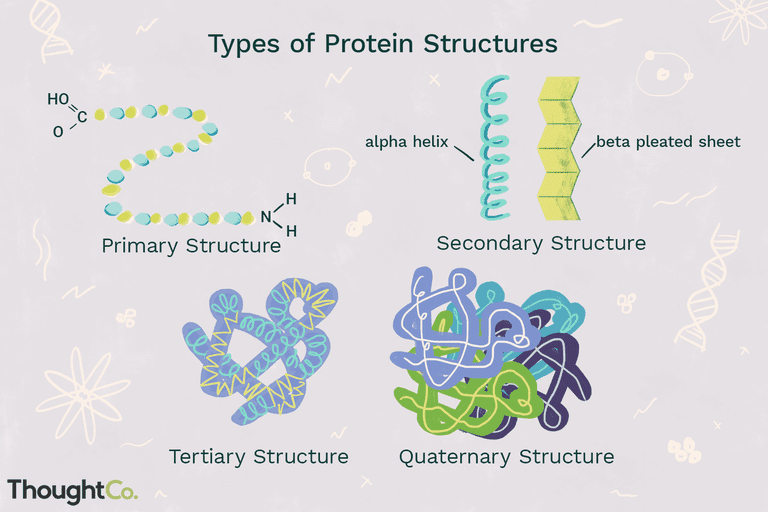 Types of Protein Structures
HO
C
O
N
H
H
Primary Structure
alpha helix
beta pleated sheet
Secondary Structure
Tertiary Structure
Quaternary Structure
ThoughtCo.